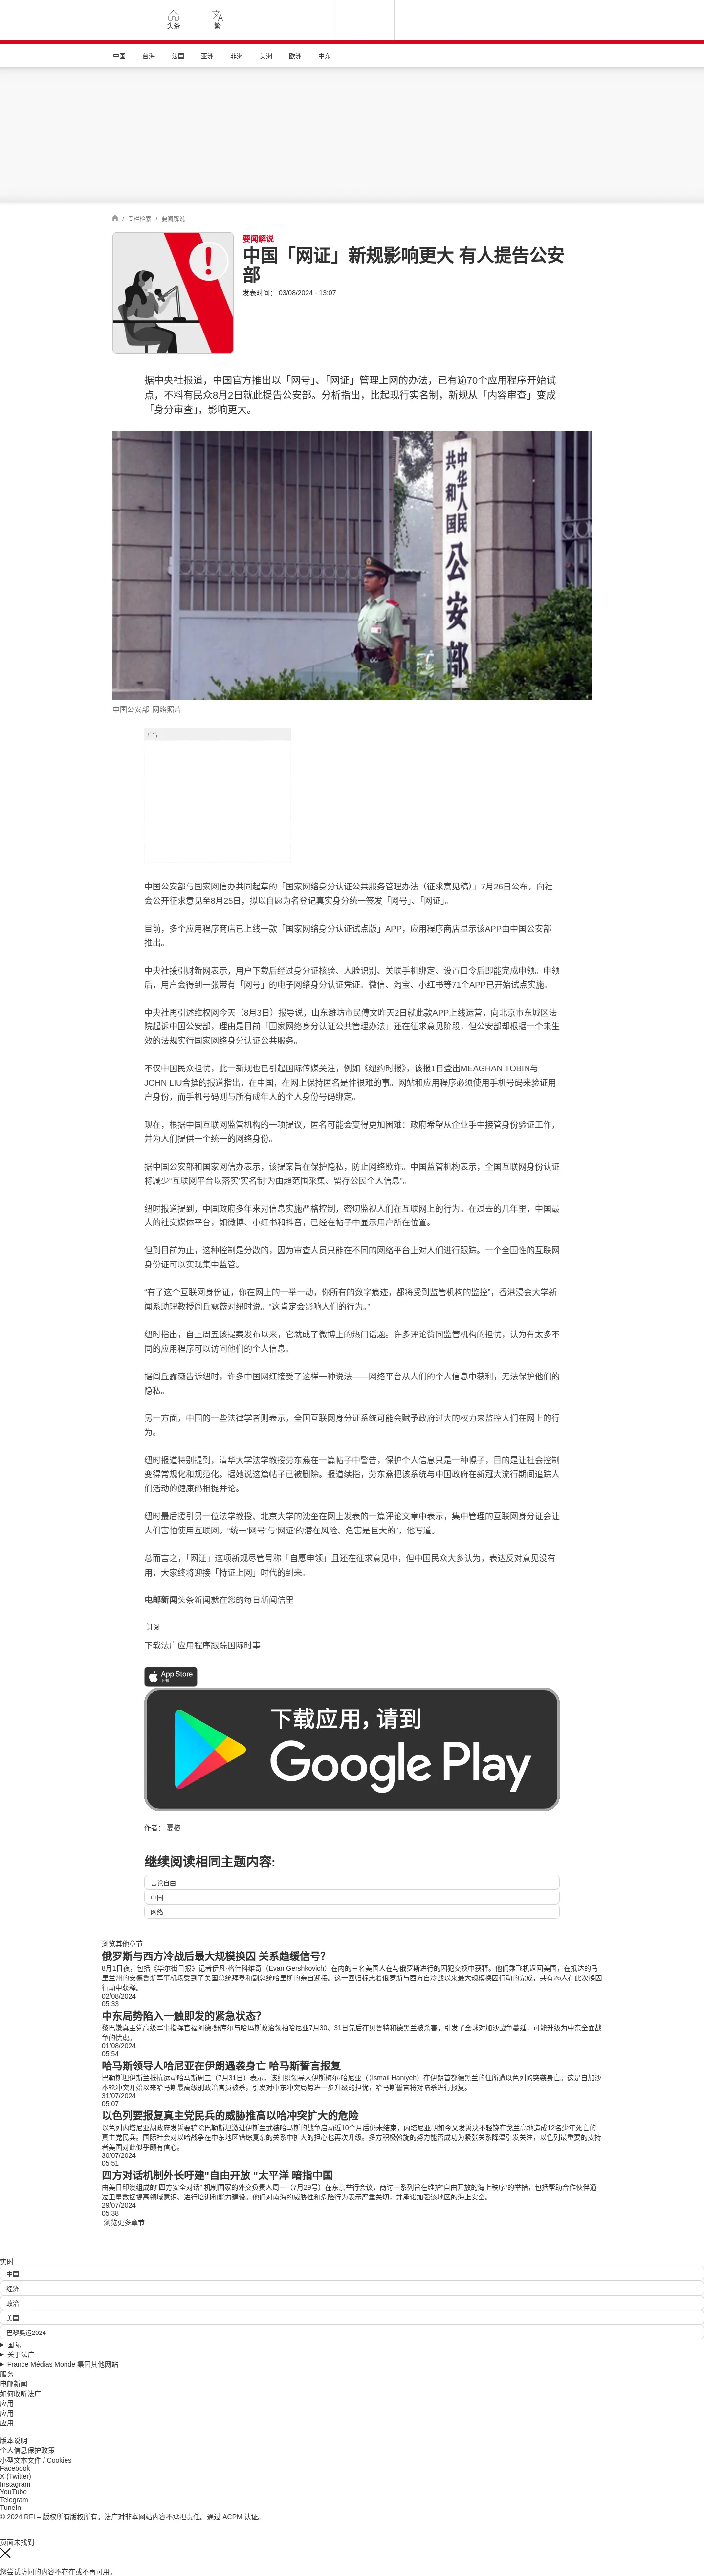 头条
繁
中国 台海 法国 亚洲 非洲 美洲 欧洲 中东
/ 专栏检索 / 要闻解说
要闻解说
中国「网证」新规影响更大 有人提告公安
部
发表时间： 03/08/2024 - 13:07
据中央社报道，中国官方推出以「网号」、「网证」管理上网的办法，已有逾70个应用程序开始试
点，不料有民众8月2日就此提告公安部。分析指出，比起现行实名制，新规从「内容审查」变成
「身分审查」，影响更大。
中华人民共和国
公安部
中国公安部 网络照片
广告
中国公安部与国家网信办共同起草的「国家网络身分认证公共服务管理办法（征求意见稿）」7月26日公布，向社
会公开征求意见至8月25日，拟以自愿为名登记真实身分统一签发「网号」、「网证」。
目前，多个应用程序商店已上线一款「国家网络身分认证试点版」APP，应用程序商店显示该APP由中国公安部
推出。
中央社援引财新网表示，用户下载后经过身分证核验、人脸识别、关联手机绑定、设置口令后即能完成申领。申领
后，用户会得到一张带有「网号」的电子网络身分认证凭证。微信、淘宝、小红书等71个APP已开始试点实施。
中央社再引述维权网今天（8月3日）报导说，山东潍坊市民傅文昨天2日就此款APP上线运营，向北京市东城区法
院起诉中国公安部，理由是目前「国家网络身分认证公共管理办法」还在征求意见阶段，但公安部却根据一个未生
效的法规实行国家网络身分认证公共服务。
不仅中国民众担忧，此一新规也已引起国际传媒关注，例如《纽约时报》，该报1日登出MEAGHAN TOBIN与
JOHN LIU合撰的报道指出，在中国，在网上保持匿名是件很难的事。网站和应用程序必须使用手机号码来验证用
户身份，而手机号码则与所有成年人的个人身份号码绑定。
现在，根据中国互联网监管机构的一项提议，匿名可能会变得更加困难：政府希望从企业手中接管身份验证工作，
并为人们提供一个统一的网络身份。
据中国公安部和国家网信办表示，该提案旨在保护隐私，防止网络欺诈。中国监管机构表示，全国互联网身份认证
将减少“互联网平台以落实‘实名制’为由超范围采集、留存公民个人信息”。
纽时报道提到，中国政府多年来对信息实施严格控制，密切监视人们在互联网上的行为。在过去的几年里，中国最
大的社交媒体平台，如微博、小红书和抖音，已经在帖子中显示用户所在位置。
但到目前为止，这种控制是分散的，因为审查人员只能在不同的网络平台上对人们进行跟踪。一个全国性的互联网
身份证可以实现集中监管。
“有了这个互联网身份证，你在网上的一举一动，你所有的数字痕迹，都将受到监管机构的监控”，香港浸会大学新
闻系助理教授闾丘露薇对纽时说。“这肯定会影响人们的行为。”
纽时指出，自上周五该提案发布以来，它就成了微博上的热门话题。许多评论赞同监管机构的担忧，认为有太多不
同的应用程序可以访问他们的个人信息。
据闾丘露薇告诉纽时，许多中国网红接受了这样一种说法——网络平台从人们的个人信息中获利，无法保护他们的
隐私。
另一方面，中国的一些法律学者则表示，全国互联网身分证系统可能会赋予政府过大的权力来监控人们在网上的行
为。
纽时报道特别提到，清华大学法学教授劳东燕在一篇帖子中警告，保护个人信息只是一种幌子，目的是让社会控制
变得常规化和规范化。据她说这篇帖子已被删除。报道续指，劳东燕把该系统与中国政府在新冠大流行期间追踪人
们活动的健康码相提并论。
纽时最后援引另一位法学教授、北京大学的沈奎在网上发表的一篇评论文章中表示，集中管理的互联网身分证会让
人们害怕使用互联网。“统一‘网号’与‘网证’的潜在风险、危害是巨大的”，他写道。
总而言之，「网证」这项新规尽管号称「自愿申领」且还在征求意见中，但中国民众大多认为，表达反对意见没有
用，大家终将迎接「持证上网」时代的到来。
电邮新闻头条新闻就在您的每日新闻信里
订阅
下载法广应用程序跟踪国际时事
App Store
下载
下载应用，请到
Google Play
作者： 夏榕
继续阅读相同主题内容:
言论自由
中国
网络
浏览其他章节
俄罗斯与西方冷战后最大规模换囚 关系趋缓信号?
8月1日夜，包括《华尔街日报》记者伊凡·格什科维奇（Evan Gershkovich）在内的三名美国人在与俄罗斯进行的囚犯交换中获释。他们乘飞机返回美国，在抵达的马
里兰州的安德鲁斯军事机场受到了美国总统拜登和副总统哈里斯的亲自迎接。这一回归标志着俄罗斯与西方自冷战以来最大规模换囚行动的完成，共有26人在此次换囚
行动中获释。
02/08/2024
05:33
中东局势陷入一触即发的紧急状态?
黎巴嫩真主党高级军事指挥官福阿德·舒库尔与哈玛斯政治领袖哈尼亚7月30、31日先后在贝鲁特和德黑兰被杀害，引发了全球对加沙战争蔓延，可能升级为中东全面战
争的忧虑。
01/08/2024
05:54
哈马斯领导人哈尼亚在伊朗遇袭身亡 哈马斯誓言报复
巴勒斯坦伊斯兰抵抗运动哈马斯周三（7月31日）表示，该组织领导人伊斯梅尔·哈尼亚（（Ismail Haniyeh）在伊朗首都德黑兰的住所遭以色列的突袭身亡。这是自加沙
本轮冲突开始以来哈马斯最高级别政治官员被杀，引发对中东冲突局势进一步升级的担忧，哈马斯誓言将对暗杀进行报复。
31/07/2024
05:07
以色列要报复真主党民兵的威胁推高以哈冲突扩大的危险
以色列内塔尼亚胡政府发誓要铲除巴勒斯坦激进伊斯兰武装哈马斯的战争启动近10个月后仍未结束，内塔尼亚胡如今又发誓决不轻饶在戈兰高地造成12名少年死亡的
真主党民兵。国际社会对以哈战争在中东地区错综复杂的关系中扩大的担心也再次升级。多方积极斡旋的努力能否成功为紧张关系降温引发关注，以色列最重要的支持
者美国对此似乎颇有信心。
30/07/2024
05:51
四方对话机制外长吁建"自由开放 "太平洋 暗指中国
由美日印澳组成的“四方安全对话” 机制国家的外交负责人周一（7月29号）在东京举行会议，商讨一系列旨在维护“自由开放的海上秩序”的举措，包括帮助合作伙伴通
过卫星数据提高领域意识、进行培训和能力建设。他们对南海的威胁性和危险行为表示严重关切，并承诺加强该地区的海上安全。
29/07/2024
05:38
浏览更多章节
实时
中国
经济
政治
美国
巴黎奥运2024
国际
关于法广
France Médias Monde 集团其他网站
服务
电邮新闻
如何收听法广
应用
应用
应用
版本说明
个人信息保护政策
小型文本文件 / Cookies
Facebook
X (Twitter)
Instagram
YouTube
Telegram
TuneIn
© 2024 RFI – 版权所有版权所有。法广对非本网站内容不承担责任。通过 ACPM 认证。
页面未找到
您尝试访问的内容不存在或不再可用。